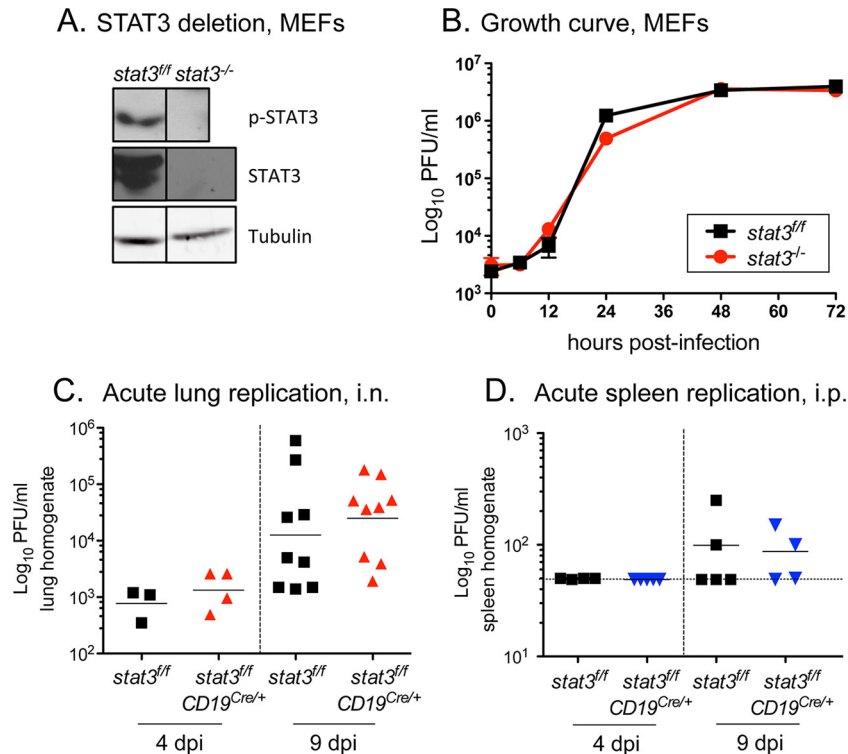 A. STAT3 deletion, MEFs
stat3f/f stat3-/-
p-STAT3
STAT3
Tubulin
B. Growth curve, MEFs
Log10 PFU/ml
10^7
10^6
10^5
10^4
10^3
stat3f/f
stat3-/-
0 12 24 36 48 60 72
hours post-infection
C. Acute lung replication, i.n.
Log10 PFU/ml
lung homogenate
10^6
10^5
10^4
10^3
10^2
stat3f/f stat3f/f stat3f/f stat3f/f
CD19Cre/+ CD19Cre/+
4 dpi 9 dpi
D. Acute spleen replication, i.p.
Log10 PFU/ml
spleen homogenate
10^3
10^2
10^1
stat3f/f stat3f/f stat3f/f stat3f/f
CD19Cre/+ CD19Cre/+
4 dpi 9 dpi